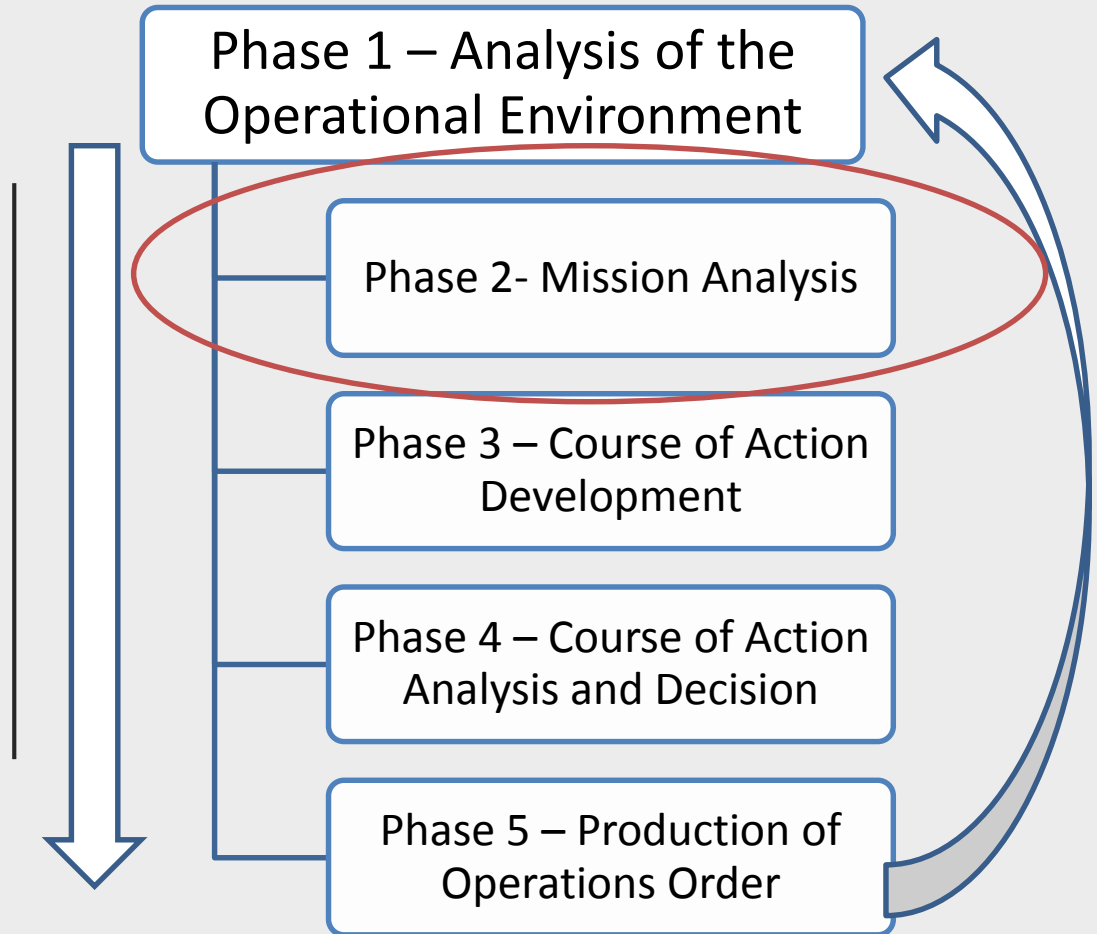 Phase 1 – Analysis of the
Operational Environment
Phase 2- Mission Analysis
Phase 3 – Course of Action
Development
Phase 4 – Course of Action
Analysis and Decision
Phase 5 – Production of
Operations Order